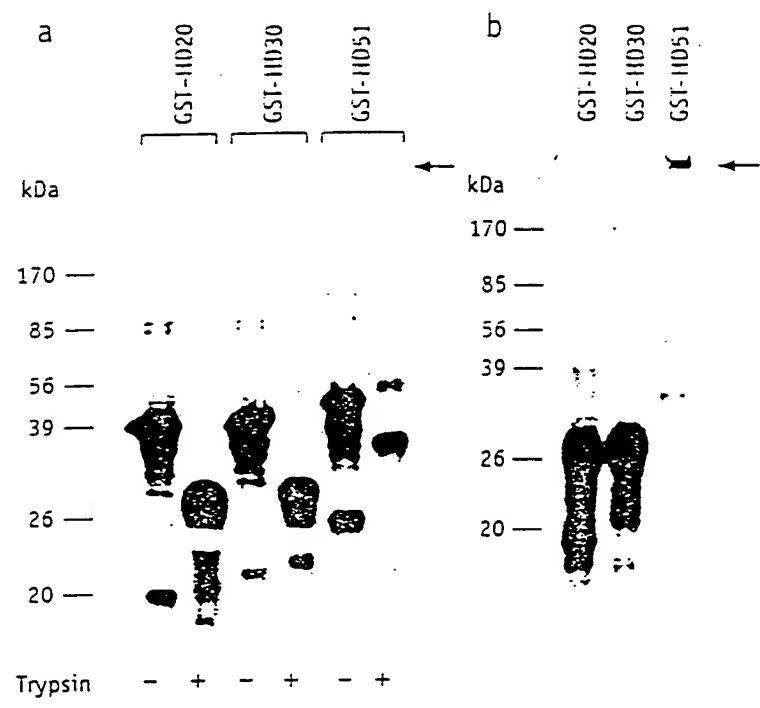 a
GST-HD20
GST-HD30
GST-HD51
kDa
170
85
56
39
25
20
Trypsin - + - + - +
b
GST-HD20
GST-HD30
GST-HD51
kDa
170
85
56
39
26
20